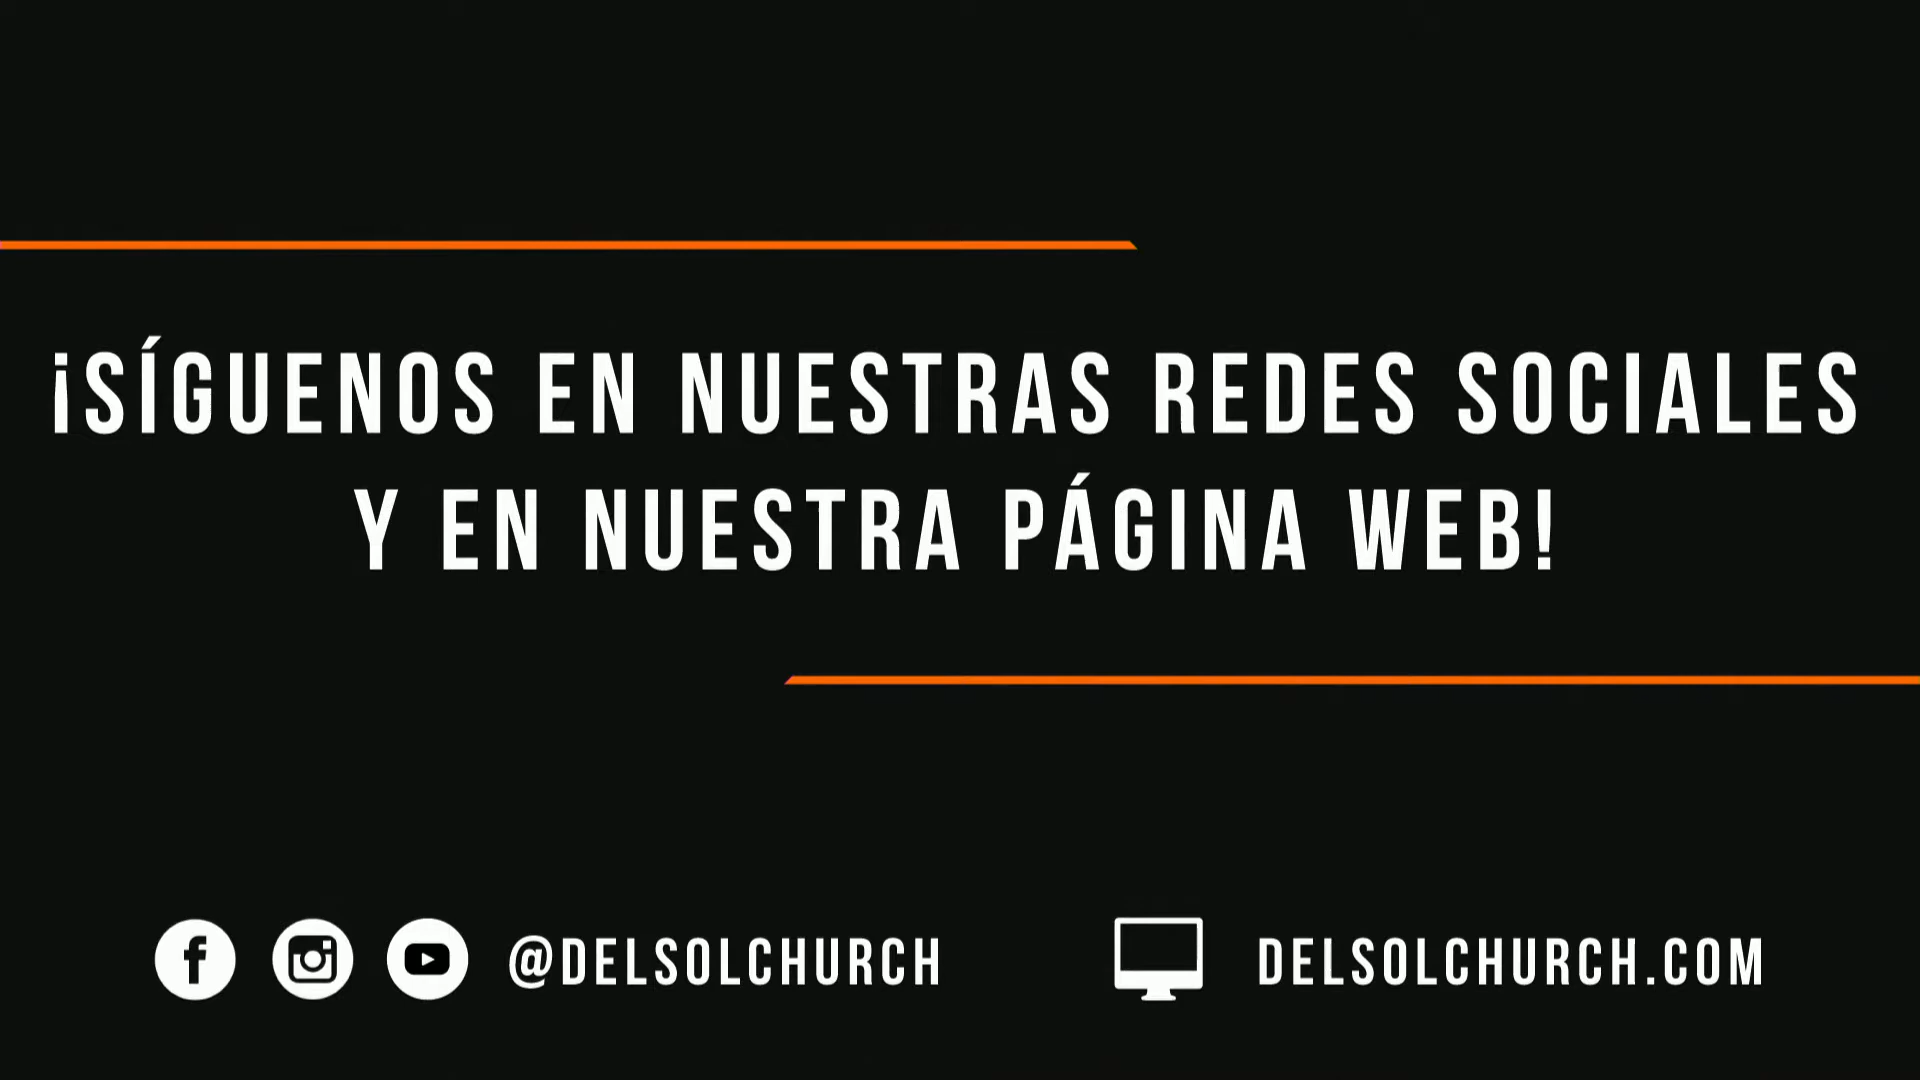 ¡SÍGUENOS EN NUESTRAS REDES SOCIALES
Y EN NUESTRA PÁGINA WEB!
@DELSOLCHURCH
DELSOLCHURCH.COM